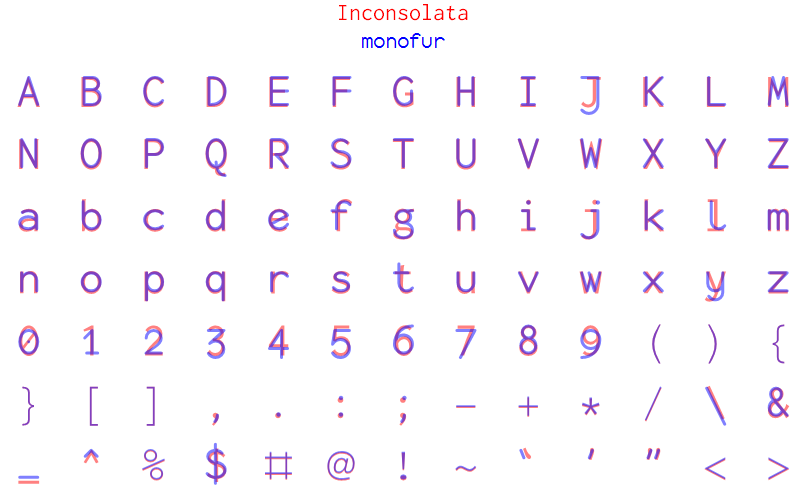 Inconsolata
monofur
A B C D E F G H I J K L M
N O P Q R S T U V W X Y Z
a b c d e f g h i j k l m
n o p q r s t u v w x y z
0 1 2 3 4 5 6 7 8 9 ( ) {
} [ ] , . : ; - + * / \ &
_ ^ % $ # @ ! ~ ` ' " < >